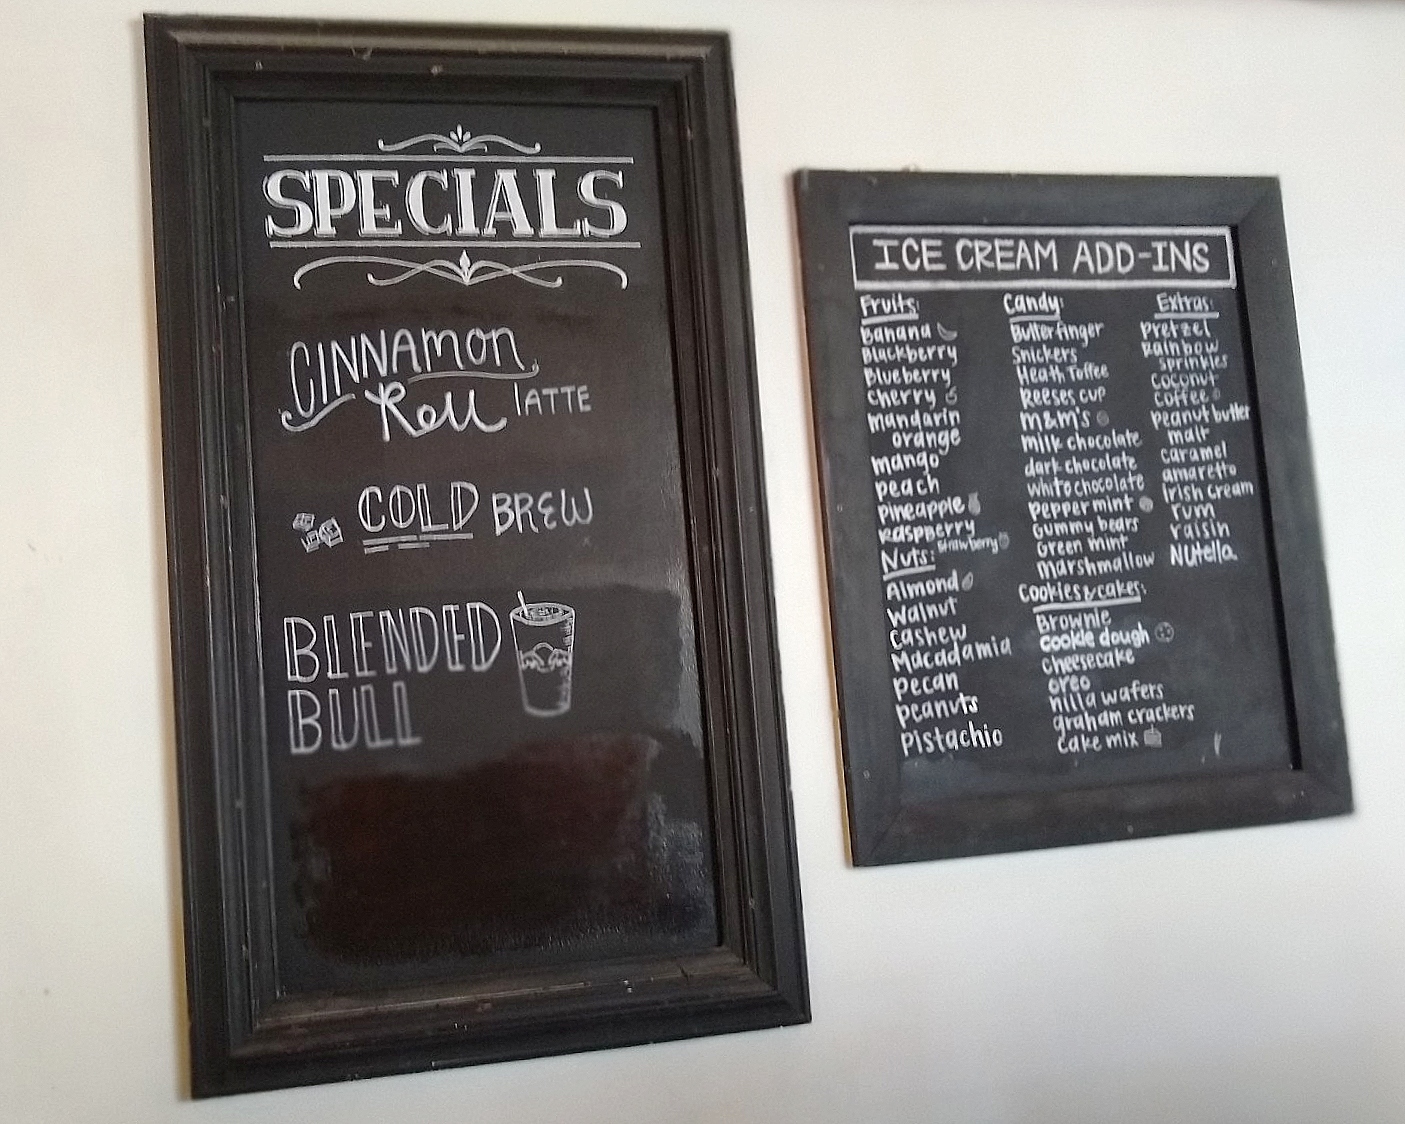 SPECIALS
CINNAMON
Roll LATTE
COLD BREW
BLENDED
BULL
ICE CREAM ADD-INS
Fruits:
Banana
Blackberry
Blueberry
cherry
mandarin
orange
mango
peach
Pineapple
Raspberry
Strawberry
Nuts:
Almond
Walnut
Cashew
Macadamia
pecan
peanuts
Pistachio
Candy:
Butterfinger
Snickers
Heath Toffee
Reeses cup
M&M's
milk chocolate
dark chocolate
white chocolate
Peppermint
Gummy bears
Green mint
marshmallow
Cookies & cakes:
Brownie
cookie dough
cheesecake
oreo
nilla wafers
graham crackers
cake mix
Extras:
pretzel
Rainbow
Sprinkles
coconut
coffee
peanut butter
malt
caramel
amaretto
Irish cream
rum
raisin
Nutella